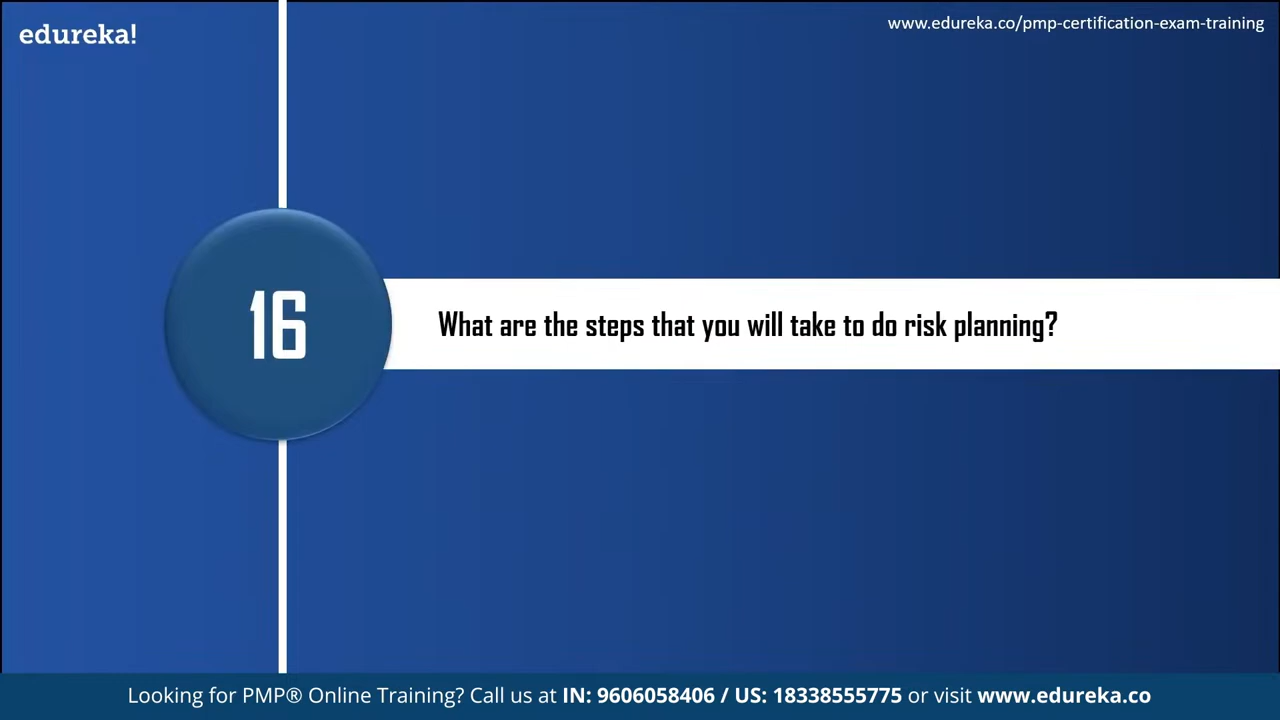 edureka!
www.edureka.co/pmp-certification-exam-training
16
What are the steps that you will take to do risk planning?
Looking for PMP® Online Training? Call us at IN: 9606058406 / US: 18338555775 or visit www.edureka.co